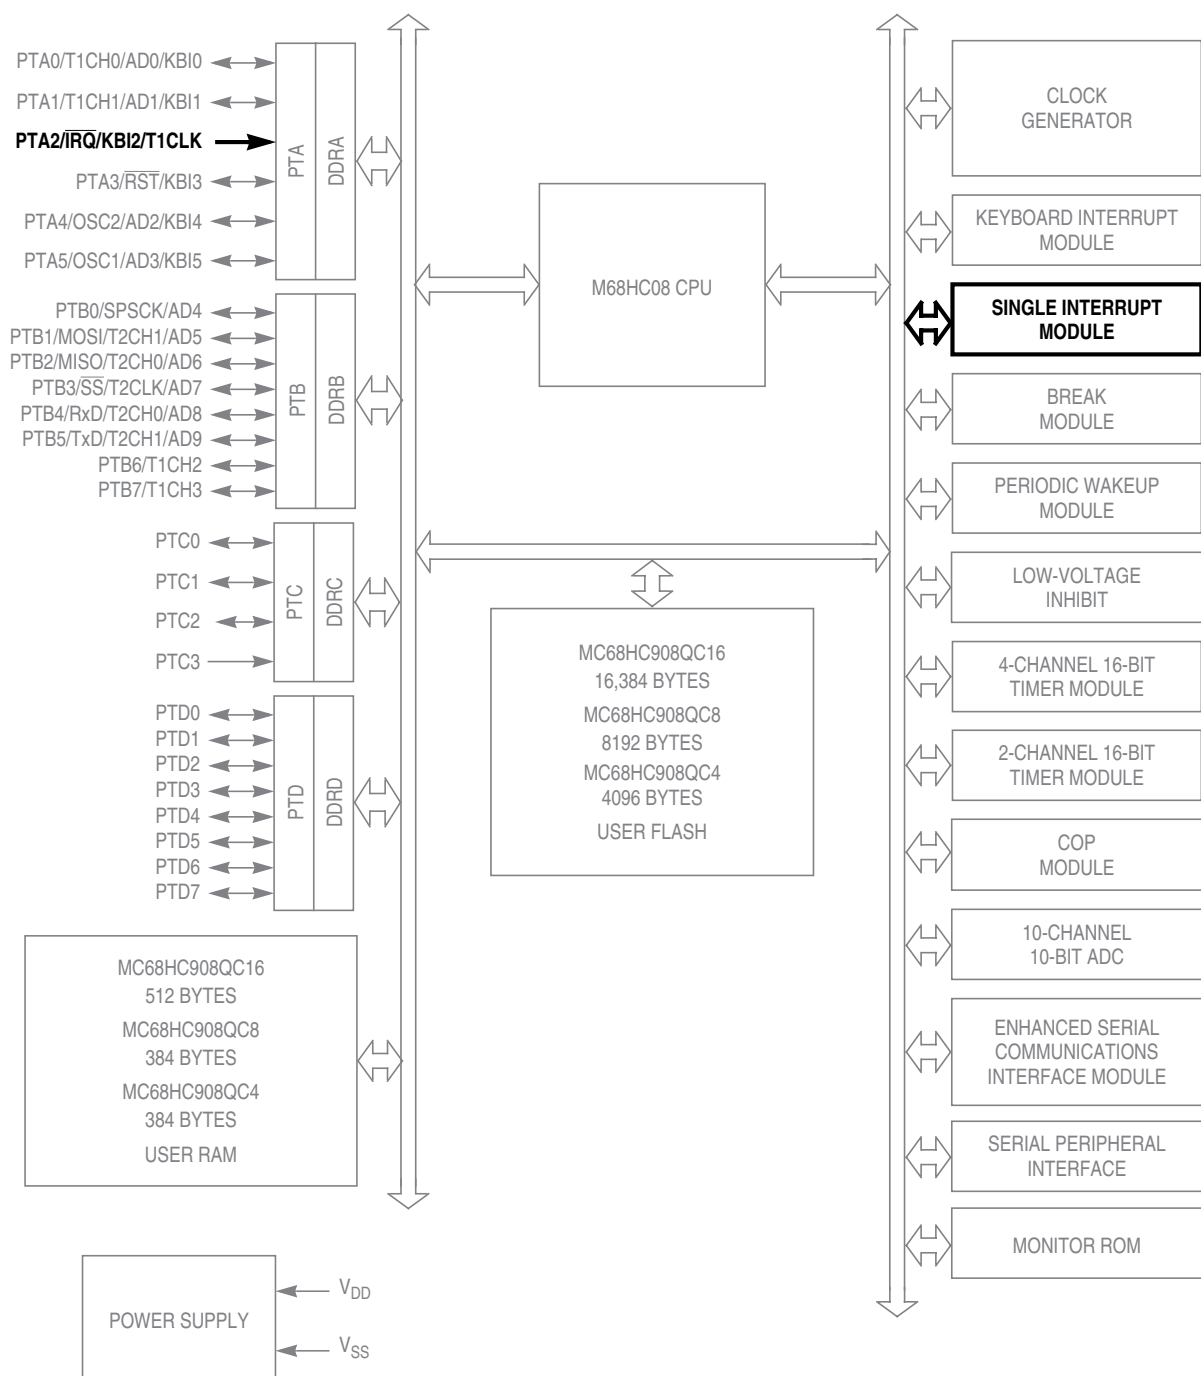 PTA0/T1CH0/AD0/KBI0
PTA1/T1CH1/AD1/KBI1
PTA2/I̅R̅Q̅/KBI2/T1CLK
PTA3/R̅S̅T̅/KBI3
PTA4/OSC2/AD2/KBI4
PTA5/OSC1/AD3/KBI5
PTA
DDRA
PTB0/SPSCK/AD4
PTB1/MOSI/T2CH1/AD5
PTB2/MISO/T2CH0/AD6
PTB3/S̅S̅/T2CLK/AD7
PTB4/RxD/T2CH0/AD8
PTB5/TxD/T2CH1/AD9
PTB6/T1CH2
PTB7/T1CH3
PTB
DDRB
PTC0
PTC1
PTC2
PTC3
PTC
DDRC
PTD0
PTD1
PTD2
PTD3
PTD4
PTD5
PTD6
PTD7
PTD
DDRD
MC68HC908QC16
512 BYTES
MC68HC908QC8
384 BYTES
MC68HC908QC4
384 BYTES
USER RAM
POWER SUPPLY
VDD
VSS
M68HC08 CPU
MC68HC908QC16
16,384 BYTES
MC68HC908QC8
8192 BYTES
MC68HC908QC4
4096 BYTES
USER FLASH
CLOCK
GENERATOR
KEYBOARD INTERRUPT
MODULE
SINGLE INTERRUPT
MODULE
BREAK
MODULE
PERIODIC WAKEUP
MODULE
LOW-VOLTAGE
INHIBIT
4-CHANNEL 16-BIT
TIMER MODULE
2-CHANNEL 16-BIT
TIMER MODULE
COP
MODULE
10-CHANNEL
10-BIT ADC
ENHANCED SERIAL
COMMUNICATIONS
INTERFACE MODULE
SERIAL PERIPHERAL
INTERFACE
MONITOR ROM